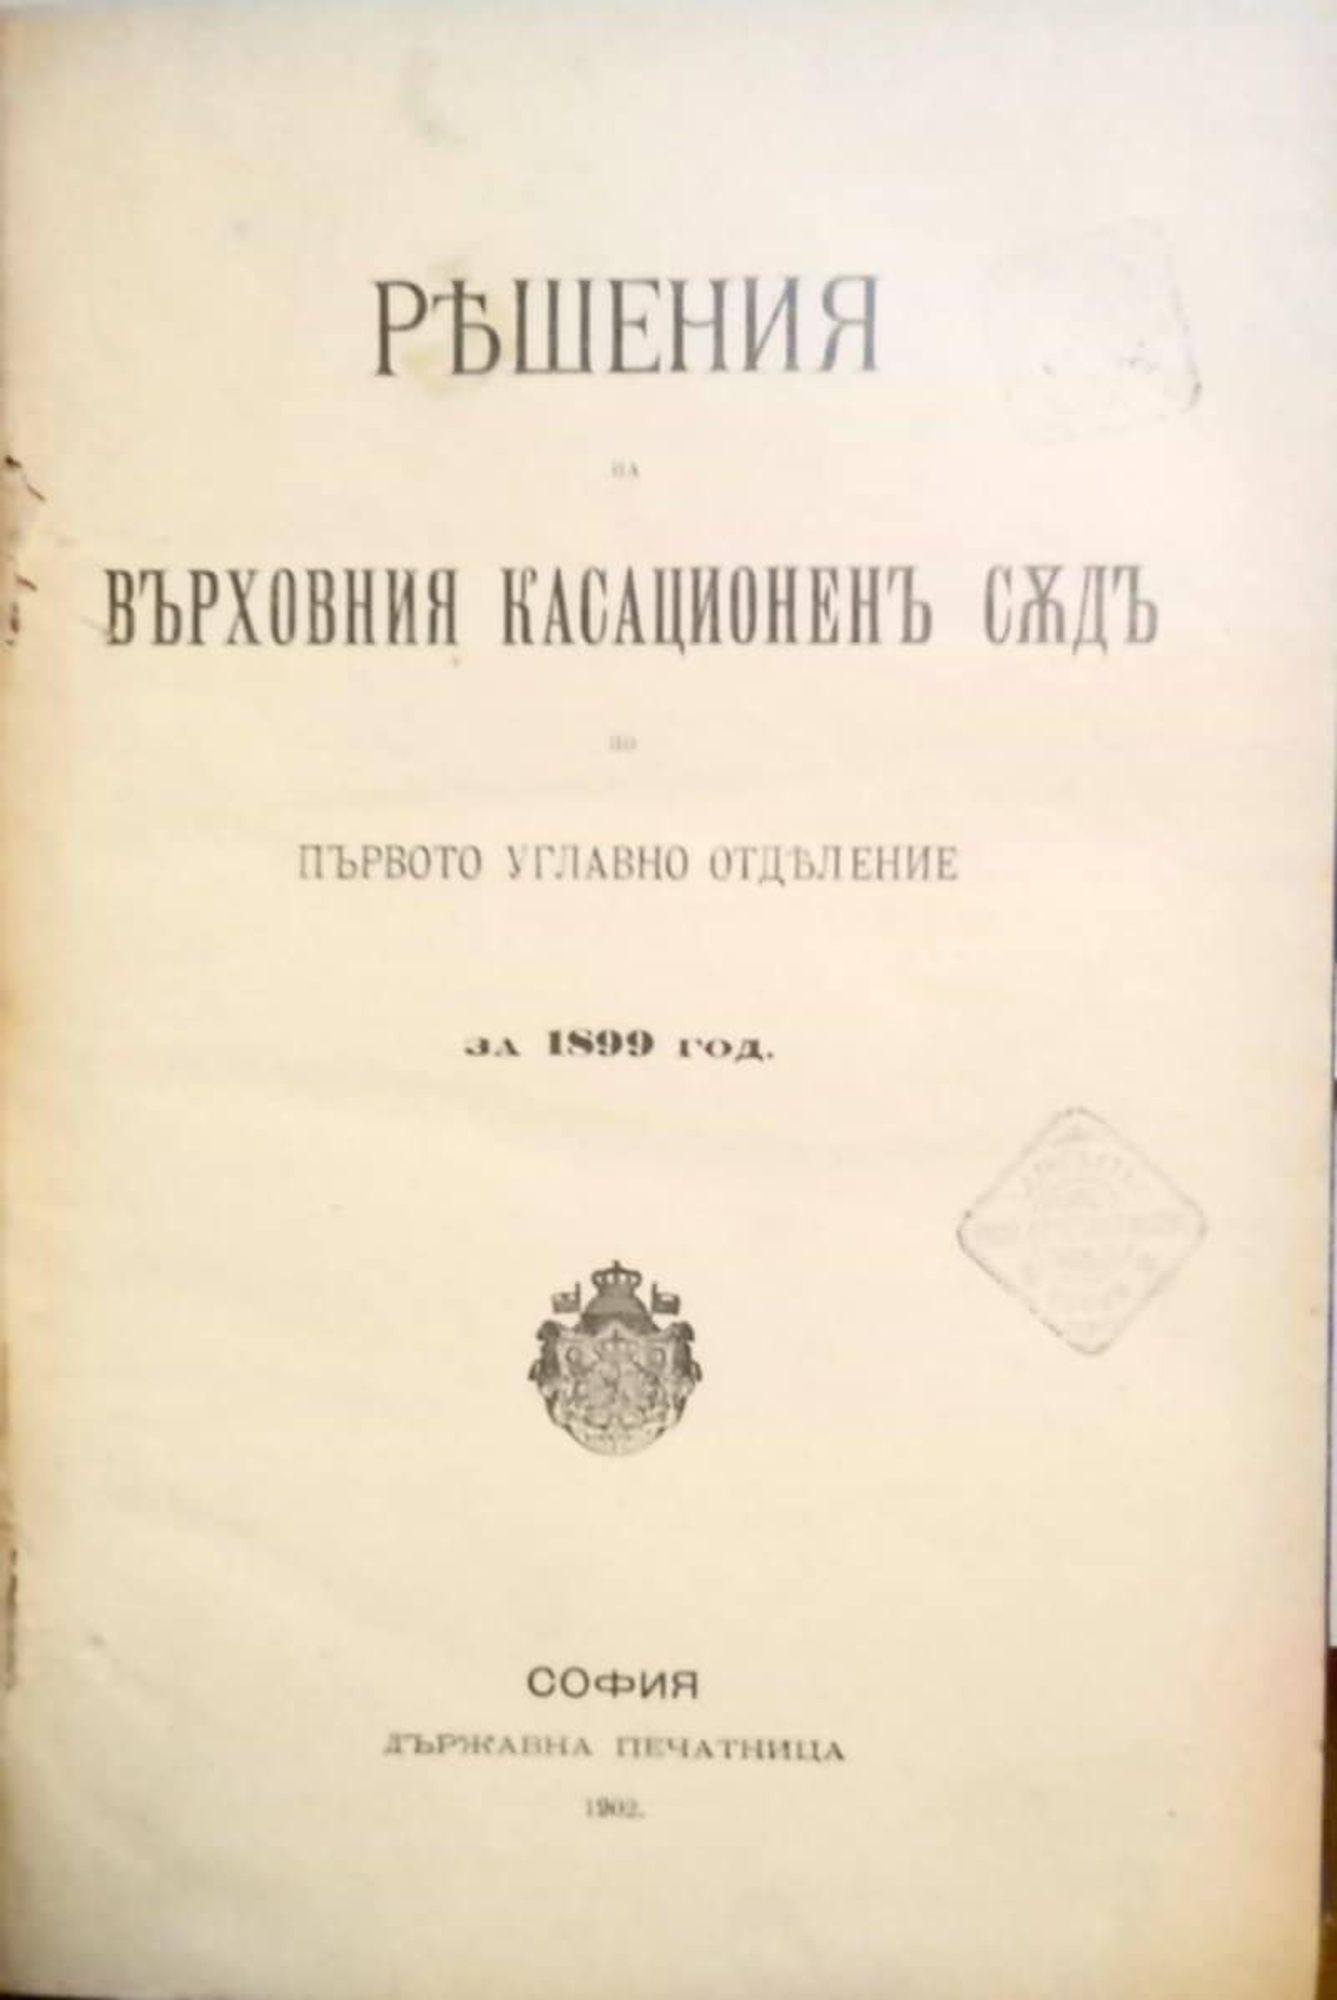 РѢШЕНИЯ
НА
ВЪРХОВНИЯ КАСАЦИОНЕНЪ СѪДЪ
ПО
ПЪРВОТО УГЛАВНО ОТДѢЛЕНИЕ
ЗА 1899 ГОД.
СОФИЯ
ДЪРЖАВНА ПЕЧАТНИЦА
1902.